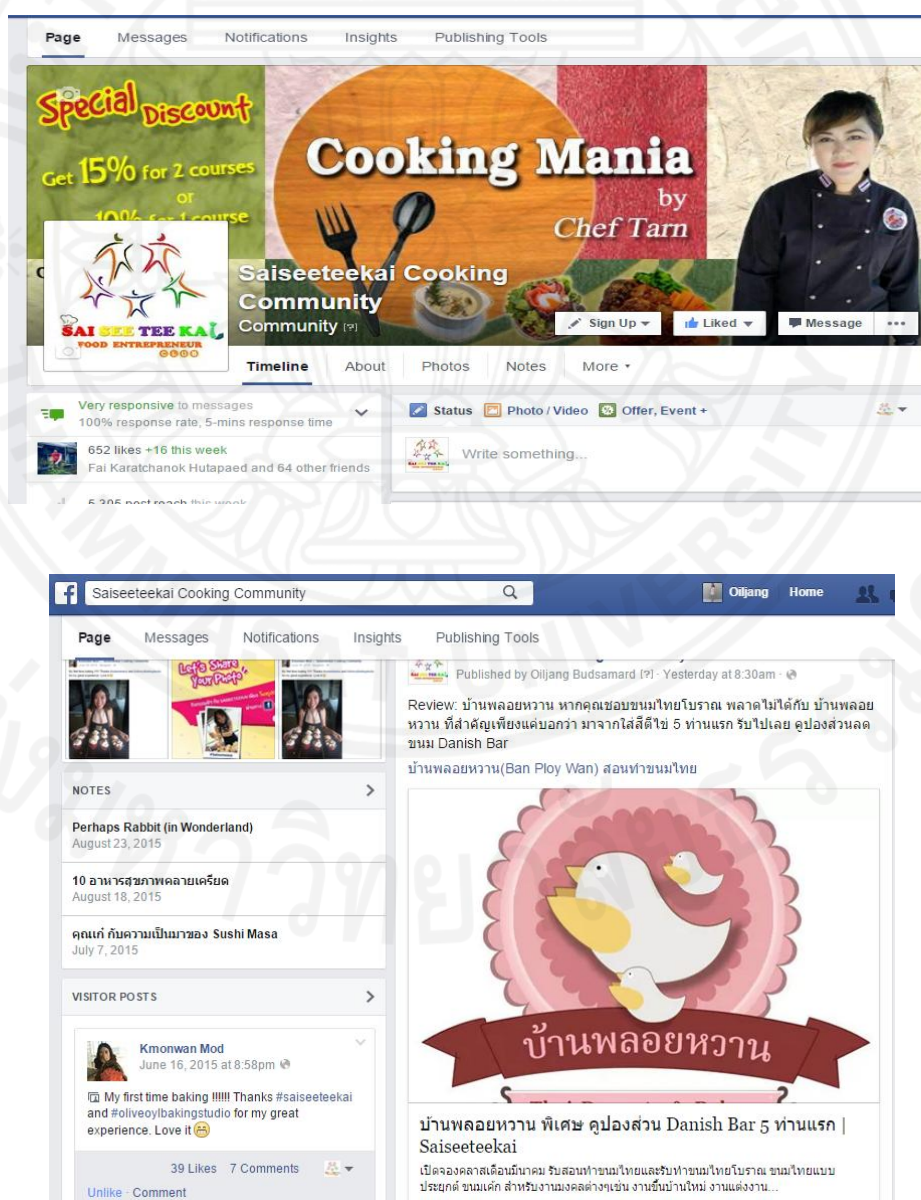 Page Messages Notifications Insights Publishing Tools
Special Discount
Get 15% for 2 courses
or
10% for 1 course
Cooking Mania
by
Chef Tarn
SAI SEE TEE KAI
FOOD ENTREPRENEUR
CLUB
Saiseeteekai Cooking
Community
Community [?]
Sign Up Liked Message
Timeline About Photos Notes More
Very responsive to messages
100% response rate, 5-mins response time
652 likes +16 this week
Fai Karatchanok Hutapaed and 64 other friends
5,305 post reach this week
Status Photo / Video Offer, Event +
Write something...
Saiseeteekai Cooking Community
Oiljang Home
Page Messages Notifications Insights Publishing Tools
Let's Share
Your Photo
NOTES
Perhaps Rabbit (in Wonderland)
August 23, 2015
10 อาหารสุขภาพคลายเครียด
August 18, 2015
คุณเก๋ กับความเป็นมาของ Sushi Masa
July 7, 2015
VISITOR POSTS
Kmonwan Mod
June 16, 2015 at 8:58pm
My first time baking !!!!!! Thanks #saiseeteekai
and #oliveoylbakingstudio for my great
experience. Love it
39 Likes 7 Comments
Unlike · Comment
Published by Oiljang Budsamard [?] · Yesterday at 8:30am ·
Review: บ้านพลอยหวาน หากคุณชอบขนมไทยโบราณ พลาดไม่ได้กับ บ้านพลอย
หวาน ที่สำคัญเพียงแค่บอกว่า มาจากใส่สีตีไข่ 5 ท่านแรก รับไปเลย คูปองส่วนลด
ขนม Danish Bar
บ้านพลอยหวาน(Ban Ploy Wan) สอนทำขนมไทย
บ้านพลอยหวาน
บ้านพลอยหวาน พิเศษ คูปองส่วน Danish Bar 5 ท่านแรก |
Saiseeteekai
เปิดจองคลาสเดือนมีนาคม รับสอนทำขนมไทยและรับทำขนมไทยโบราณ ขนมไทยแบบ
ประยุกต์ ขนมเค้ก สำหรับงานมงคลต่างๆเช่น งานขึ้นบ้านใหม่ งานแต่งงาน...